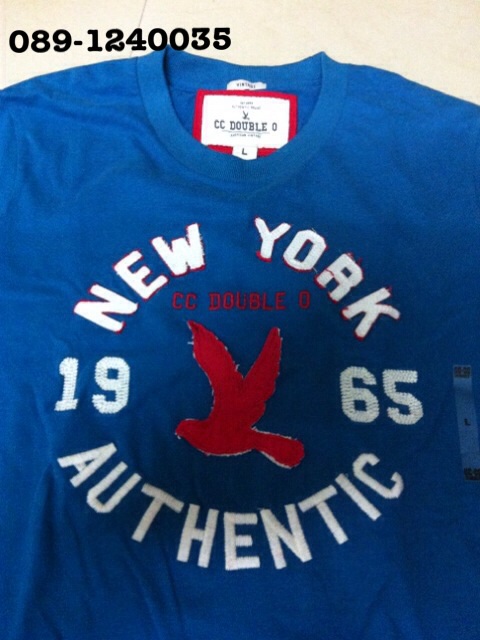 089-1240035
CC DOUBLE O
L
NEW YORK
CC DOUBLE O
19 65
L
AUTHENTIC